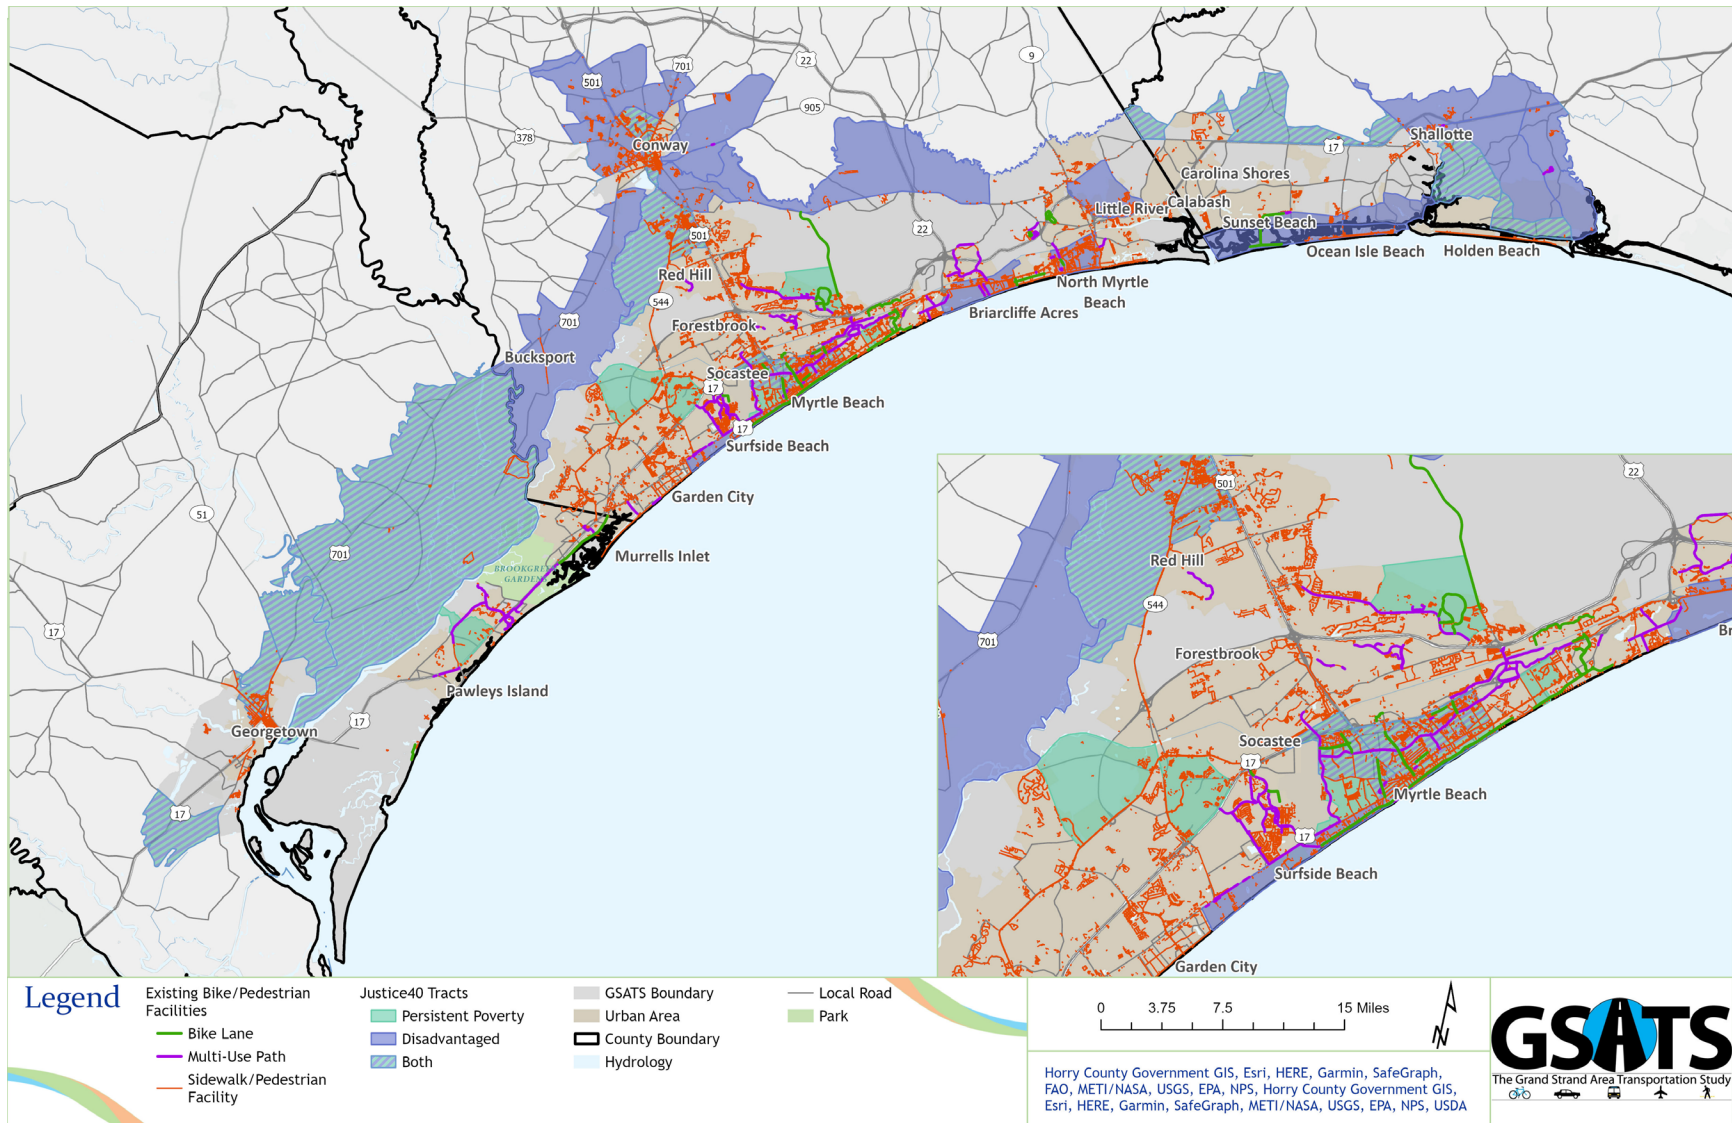 501
701
22
9
905
378
Conway
Shallotte
17
Carolina Shores
Little River
Calabash
Sunset Beach
22
501
Ocean Isle Beach
Holden Beach
Red Hill
North Myrtle
Beach
544
Briarcliffe Acres
701
Forestbrook
Bucksport
Socastee
17
Myrtle Beach
17
Surfside Beach
Garden City
51
701
Murrells Inlet
17
Pawleys Island
17
Georgetown
17
22
501
Red Hill
544
701
Br
Forestbrook
Socastee
17
Myrtle Beach
17
Surfside Beach
Garden City
Legend
Existing Bike/Pedestrian
Facilities
Bike Lane
Multi-Use Path
Sidewalk/Pedestrian
Facility
Justice40 Tracts
Persistent Poverty
Disadvantaged
Both
GSATS Boundary
Urban Area
County Boundary
Hydrology
Local Road
Park
0 3.75 7.5 15 Miles
N
Horry County Government GIS, Esri, HERE, Garmin, SafeGraph,
FAO, METI/NASA, USGS, EPA, NPS, Horry County Government GIS,
Esri, HERE, Garmin, SafeGraph, METI/NASA, USGS, EPA, NPS, USDA
GSATS
The Grand Strand Area Transportation Study